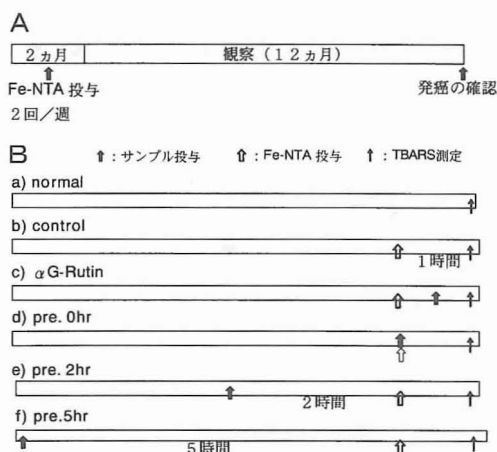 A
2ヵ月 観察（12ヵ月）
Fe-NTA 投与 発癌の確認
2回／週
B
：サンプル投与 ：Fe-NTA 投与 ：TBARS測定
a) normal
b) control
1時間
c) αG-Rutin
d) pre. 0hr
e) pre. 2hr
2時間
f) pre.5hr
5時間